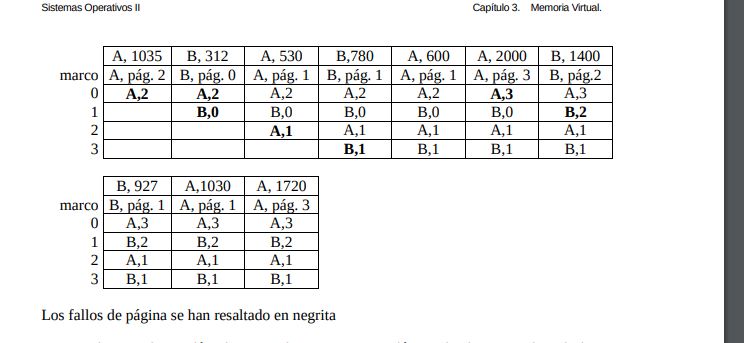 Sistemas Operativos II Capítulo 3. Memoria Virtual.
A, 1035 B, 312 A, 530 B,780 A, 600 A, 2000 B, 1400
marco A, pág. 2 B, pág. 0 A, pág. 1 B, pág. 1 A, pág. 1 A, pág. 3 B, pág.2
0 A,2 A,2 A,2 A,2 A,2 A,3 A,3
1 B,0 B,0 B,0 B,0 B,0 B,2
2 A,1 A,1 A,1 A,1 A,1
3 B,1 B,1 B,1 B,1
B, 927 A,1030 A, 1720
marco B, pág. 1 A, pág. 1 A, pág. 3
0 A,3 A,3 A,3
1 B,2 B,2 B,2
2 A,1 A,1 A,1
3 B,1 B,1 B,1
Los fallos de página se han resaltado en negrita